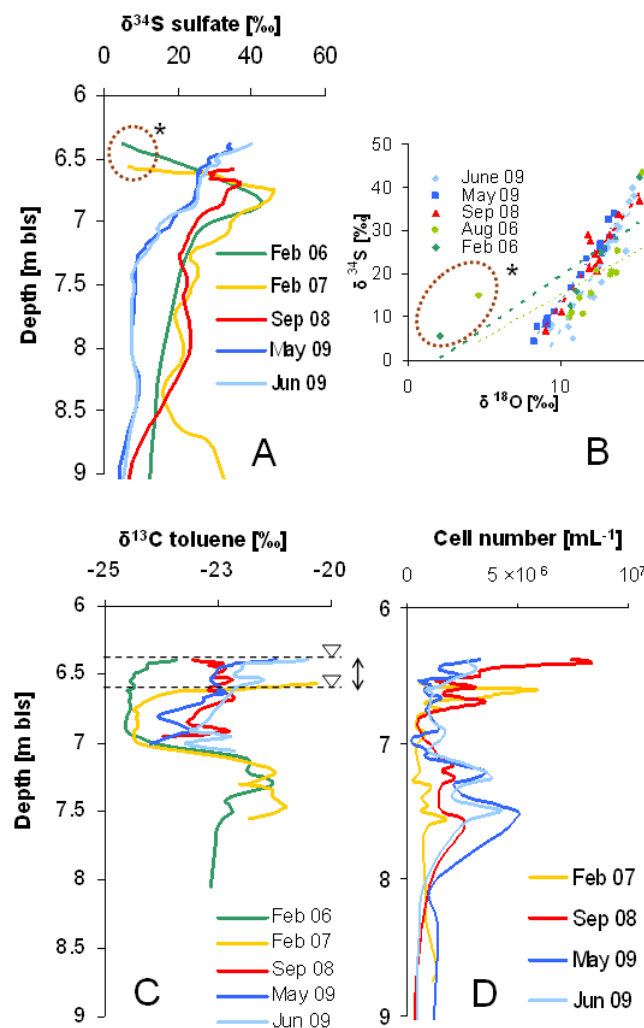 δ³⁴S sulfate [‰]
0 20 40 60
6
6.5
7
7.5
8
8.5
9
Depth [m bls]
*
Feb 06
Feb 07
Sep 08
May 09
Jun 09
A
50
40
30
20
10
0
δ ³⁴S [‰]
June 09
May 09
Sep 08
Aug 06
Feb 06
*
0 10
δ ¹⁸O [‰]
B
δ¹³C toluene [‰]
-25 -23 -20
6
6.5
7
7.5
8
8.5
9
Depth [m bls]
Feb 06
Feb 07
Sep 08
May 09
Jun 09
C
Cell number [mL⁻¹]
0 5 × 10⁶ 10⁷
6
7
8
9
Feb 07
Sep 08
May 09
Jun 09
D